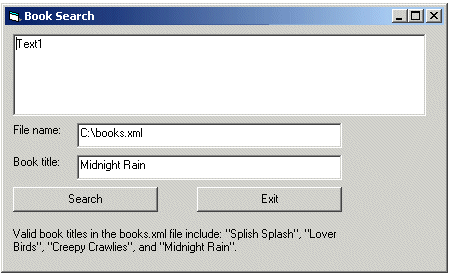 Book Search
Text1
File name:
C:\books.xml
Book title:
Midnight Rain
Search
Exit
Valid book titles in the books.xml file include: "Splish Splash", "Lover
Birds", "Creepy Crawlies", and "Midnight Rain".